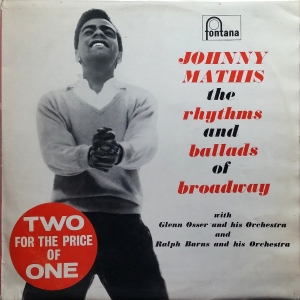 fontana
JOHNNY
MATHIS
the
rhythms
and
ballads
of
broadway
with
Glenn Osser and his Orchestra
and
Ralph Burns and his Orchestra
TWO
FOR THE PRICE
OF
ONE